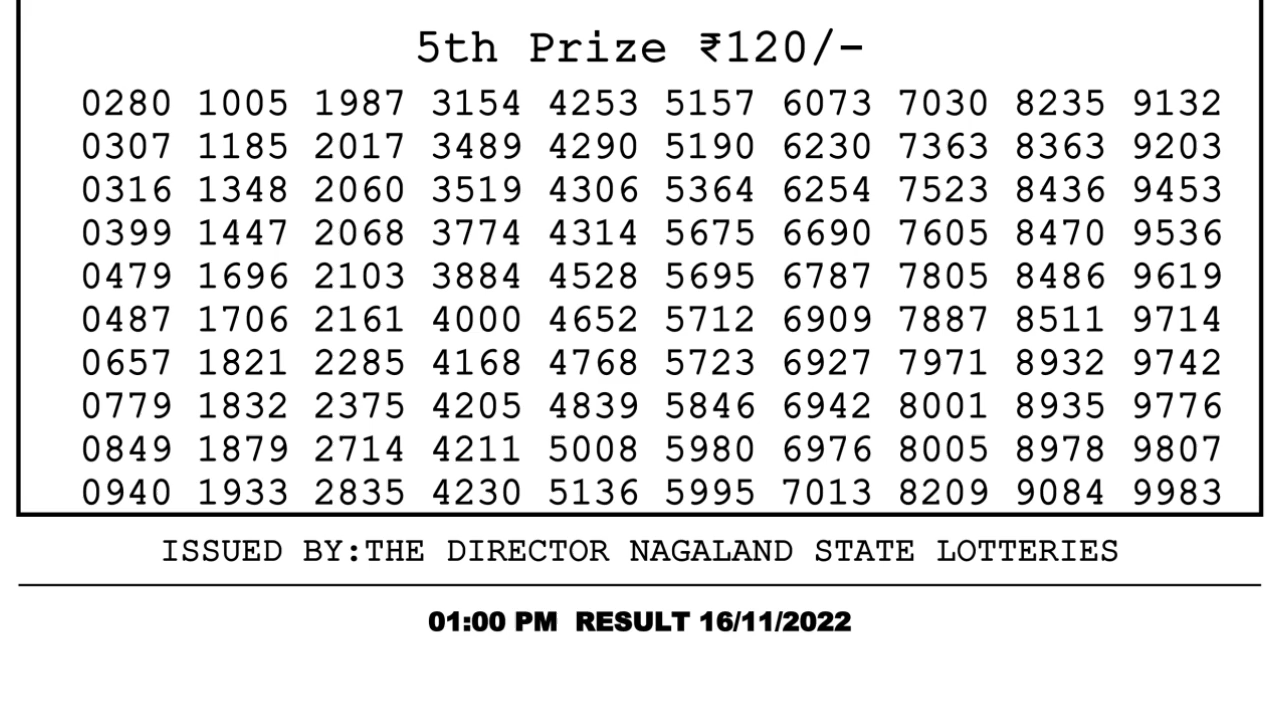 5th Prize ₹120/-
0280 1005 1987 3154 4253 5157 6073 7030 8235 9132
0307 1185 2017 3489 4290 5190 6230 7363 8363 9203
0316 1348 2060 3519 4306 5364 6254 7523 8436 9453
0399 1447 2068 3774 4314 5675 6690 7605 8470 9536
0479 1696 2103 3884 4528 5695 6787 7805 8486 9619
0487 1706 2161 4000 4652 5712 6909 7887 8511 9714
0657 1821 2285 4168 4768 5723 6927 7971 8932 9742
0779 1832 2375 4205 4839 5846 6942 8001 8935 9776
0849 1879 2714 4211 5008 5980 6976 8005 8978 9807
0940 1933 2835 4230 5136 5995 7013 8209 9084 9983
ISSUED BY:THE DIRECTOR NAGALAND STATE LOTTERIES
01:00 PM RESULT 16/11/2022